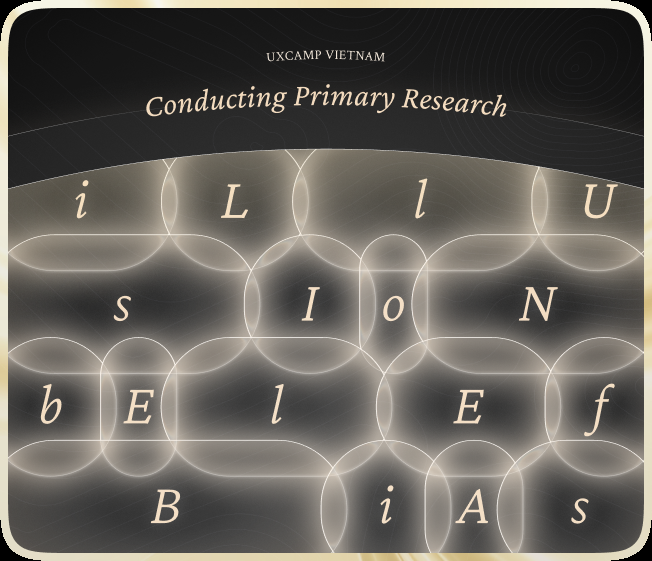 UXCAMP VIETNAM
Conducting Primary Research
i L l U
s I o N
b E l E f
B i A s